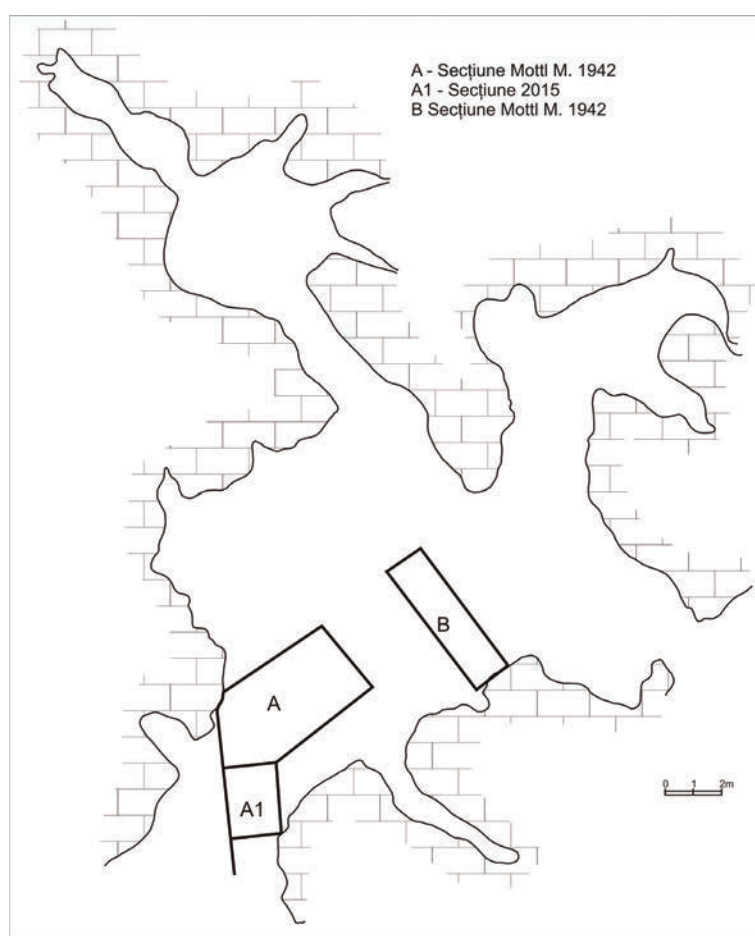 A - Secțiune Mottl M. 1942
A1 - Secțiune 2015
B Secțiune Mottl M. 1942
B
A
A1
0 1 2m